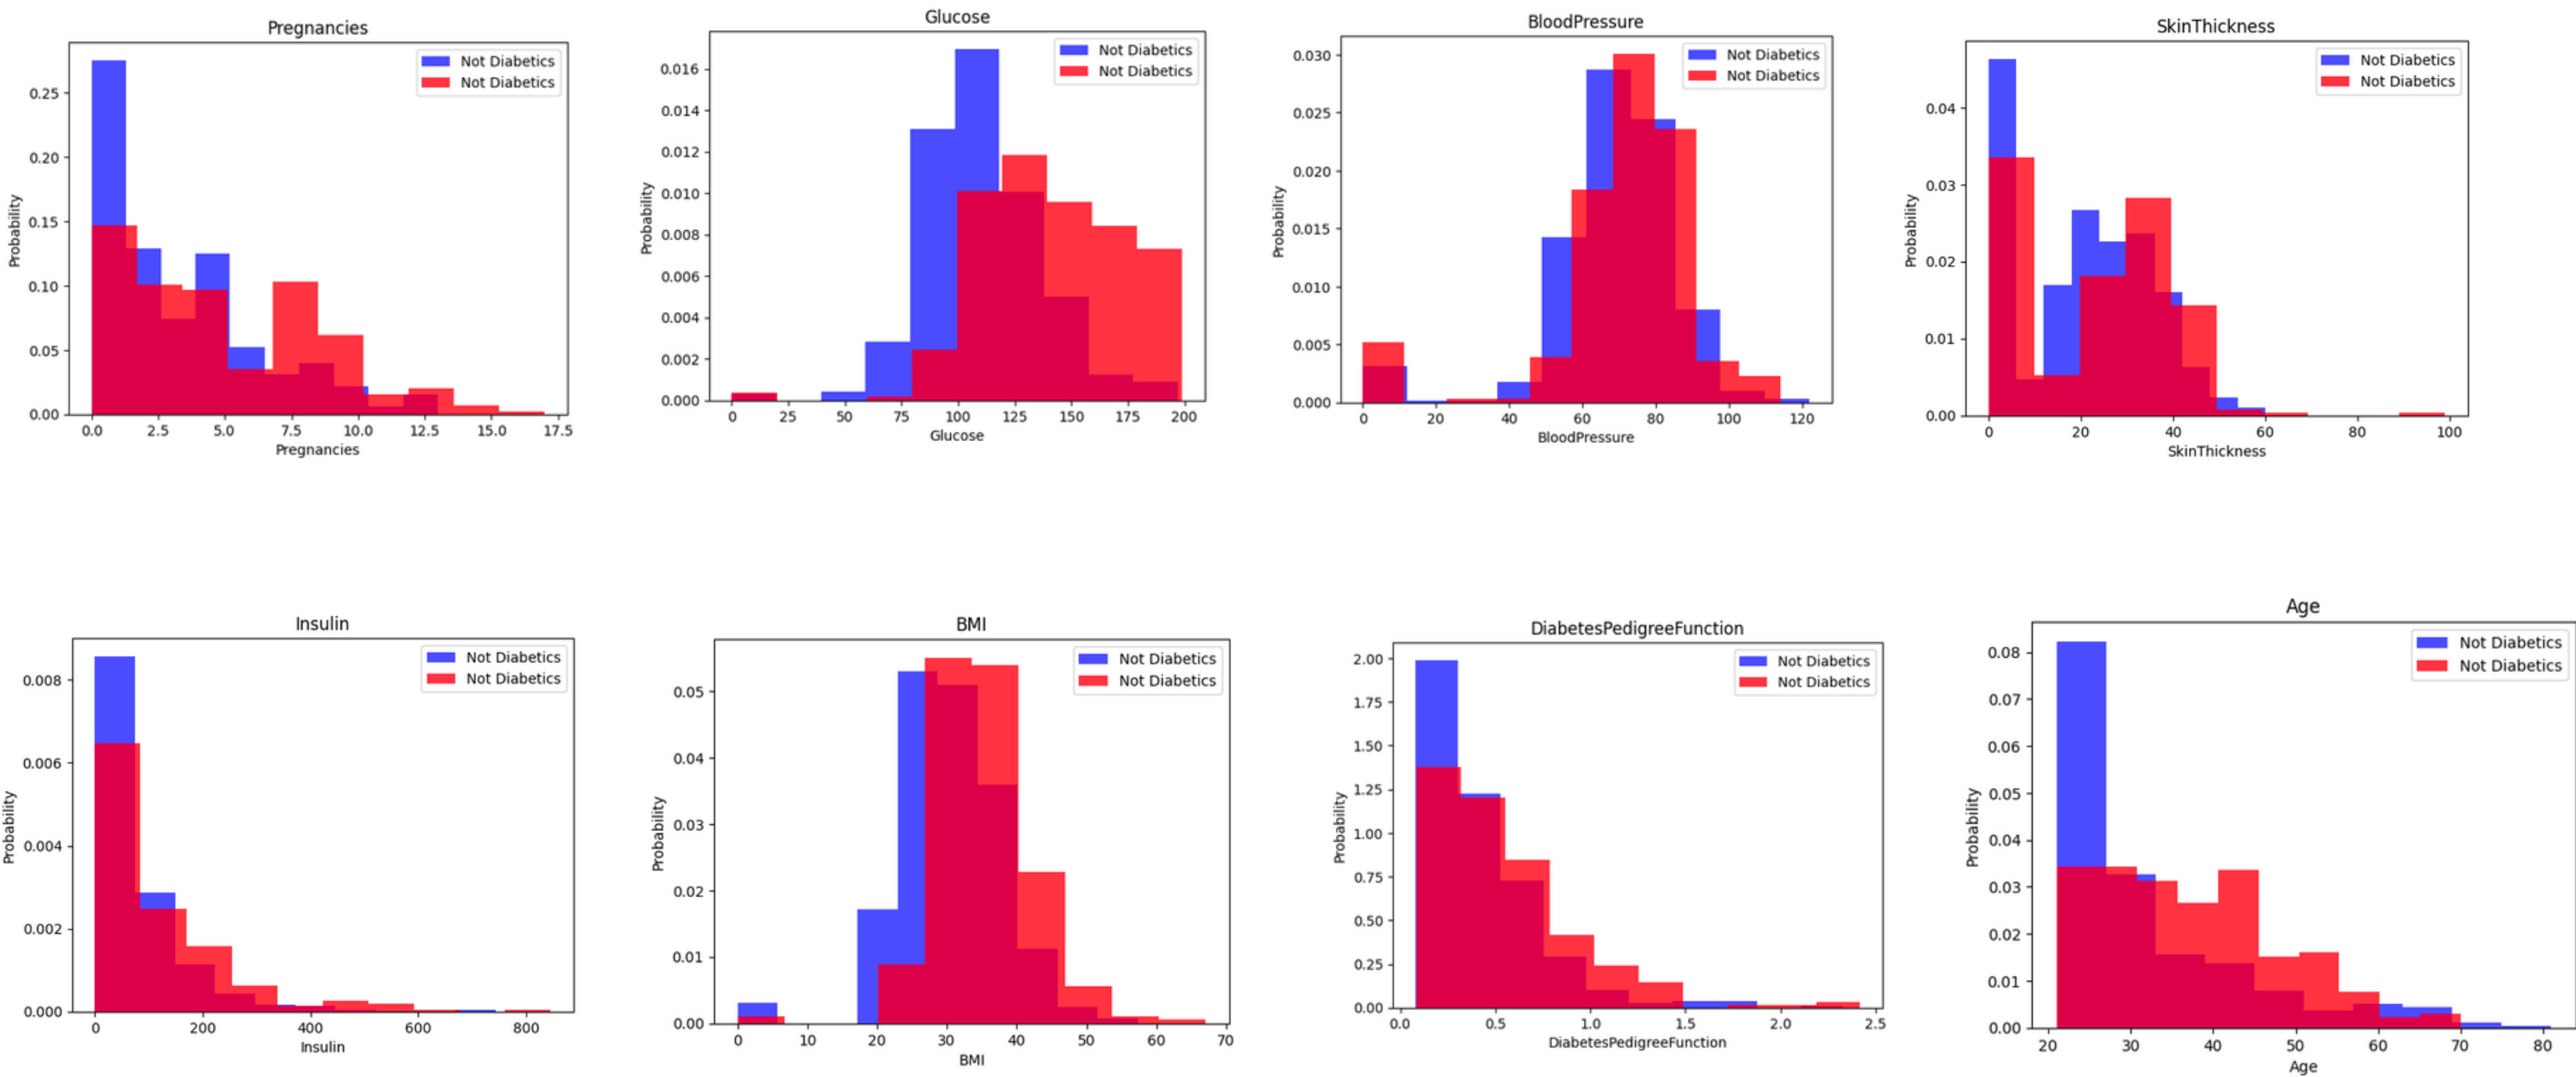 Pregnancies
Not Diabetics
Not Diabetics
0.25
0.20
0.15
0.10
0.05
0.00
Probability
0.0 2.5 5.0 7.5 10.0 12.5 15.0 17.5
Pregnancies
Glucose
Not Diabetics
Not Diabetics
0.016
0.014
0.012
0.010
0.008
0.006
0.004
0.002
0.000
Probability
0 25 50 75 100 125 150 175 200
Glucose
BloodPressure
Not Diabetics
Not Diabetics
0.030
0.025
0.020
0.015
0.010
0.005
0.000
Probability
0 20 40 60 80 100 120
BloodPressure
SkinThickness
Not Diabetics
Not Diabetics
0.04
0.03
0.02
0.01
0.00
Probability
0 20 40 60 80 100
SkinThickness
Insulin
Not Diabetics
Not Diabetics
0.008
0.006
0.004
0.002
0.000
Probability
0 200 400 600 800
Insulin
BMI
Not Diabetics
Not Diabetics
0.05
0.04
0.03
0.02
0.01
0.00
Probability
0 10 20 30 40 50 60 70
BMI
DiabetesPedigreeFunction
Not Diabetics
Not Diabetics
2.00
1.75
1.50
1.25
1.00
0.75
0.50
0.25
0.00
Probability
0.0 0.5 1.0 1.5 2.0 2.5
DiabetesPedigreeFunction
Age
Not Diabetics
Not Diabetics
0.08
0.07
0.06
0.05
0.04
0.03
0.02
0.01
0.00
Probability
20 30 40 50 60 70 80
Age